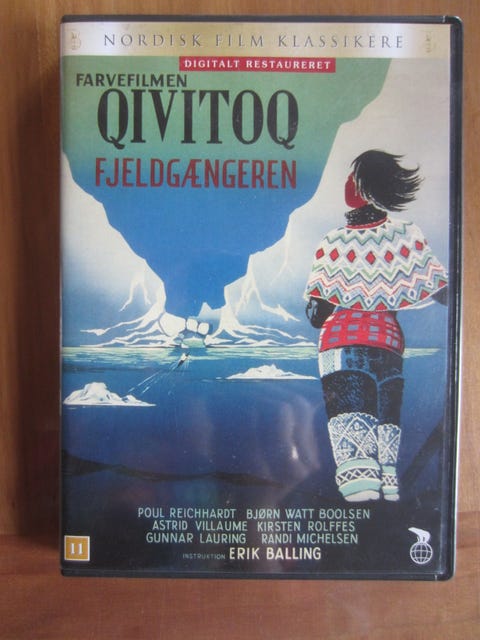 NORDISK FILM KLASSIKERE
DIGITALT RESTAURERET
FARVEFILMEN
QIVITOQ
FJELDGÆNGEREN
POUL REICHHARDT BJØRN WATT BOOLSEN
ASTRID VILLAUME KIRSTEN ROLFFES
GUNNAR LAURING RANDI MICHELSEN
INSTRUKTION ERIK BALLING
11